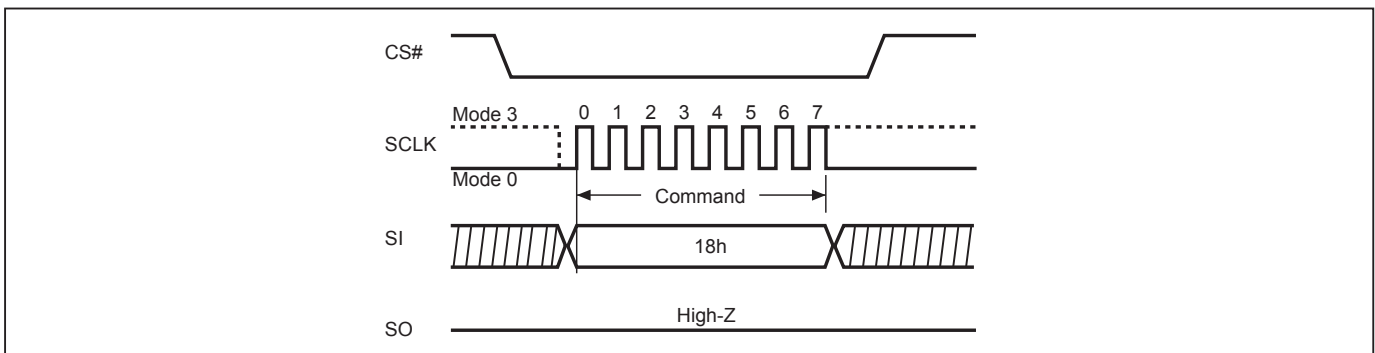 CS#
Mode 3
0 1 2 3 4 5 6 7
SCLK
Mode 0
Command
SI
18h
High-Z
SO